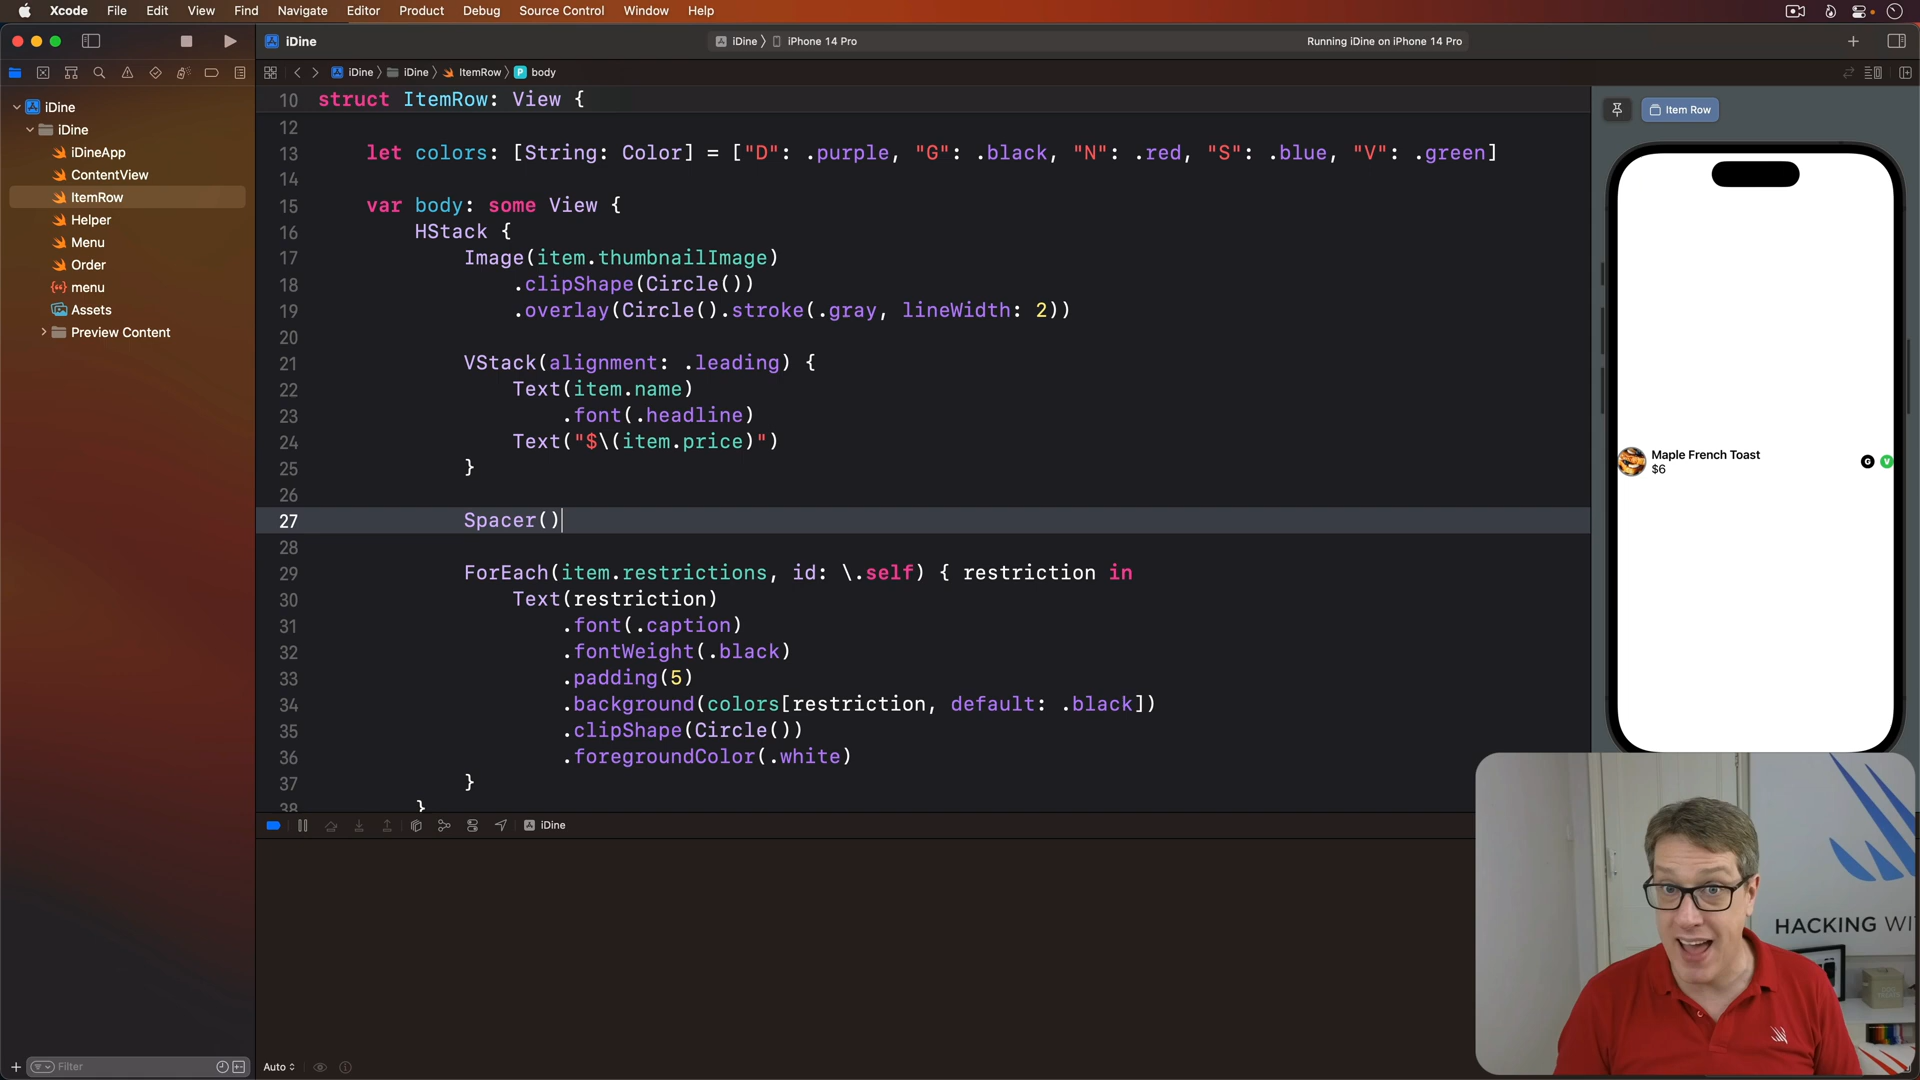 Xcode File Edit View Find Navigate Editor Product Debug Source Control Window Help
iDine
iDine 〉 iPhone 14 Pro
Running iDine on iPhone 14 Pro
iDine 〉 iDine 〉 ItemRow 〉 body
iDine
iDine
iDineApp
ContentView
ItemRow
Helper
Menu
Order
menu
Assets
Preview Content
Filter
10 struct ItemRow: View {
12
13 let colors: [String: Color] = ["D": .purple, "G": .black, "N": .red, "S": .blue, "V": .green]
14
15 var body: some View {
16 HStack {
17 Image(item.thumbnailImage)
18 .clipShape(Circle())
19 .overlay(Circle().stroke(.gray, lineWidth: 2))
20
21 VStack(alignment: .leading) {
22 Text(item.name)
23 .font(.headline)
24 Text("$\(item.price)")
25 }
26
27 Spacer()
28
29 ForEach(item.restrictions, id: \.self) { restriction in
30 Text(restriction)
31 .font(.caption)
32 .fontWeight(.black)
33 .padding(5)
34 .background(colors[restriction, default: .black])
35 .clipShape(Circle())
36 .foregroundColor(.white)
37 }
38 }
iDine
Auto
Item Row
Maple French Toast
$6
G V
HACKING WI